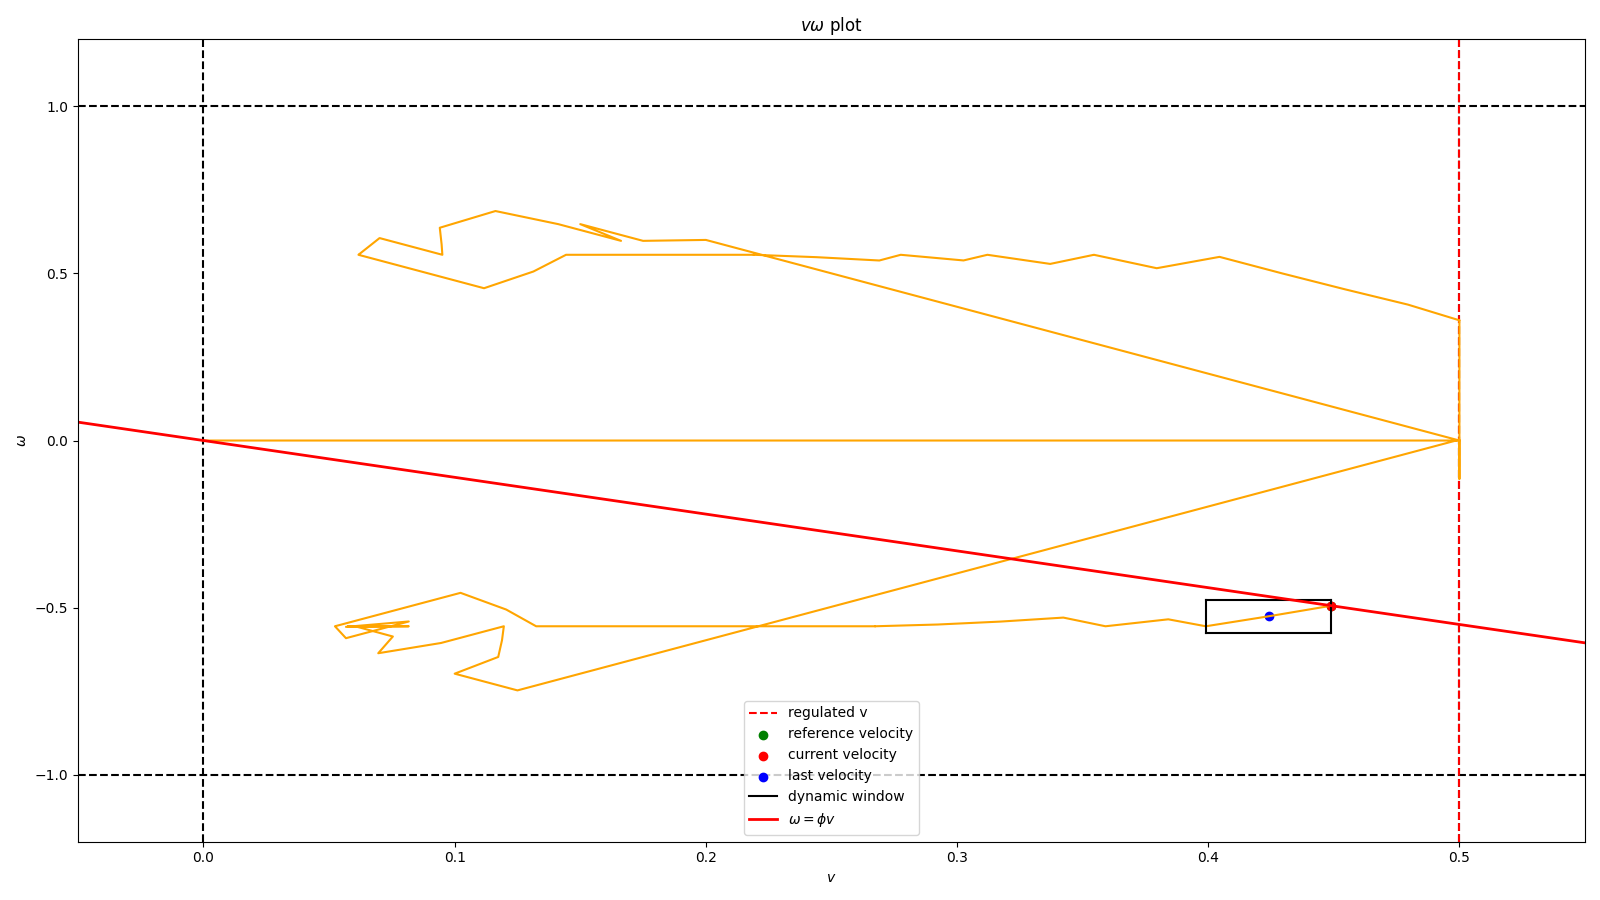 vω plot
1.0
0.5
0.0
−0.5
−1.0
ω
0.0 0.1 0.2 0.3 0.4 0.5
v
regulated v
reference velocity
current velocity
last velocity
dynamic window
ω = ϕv